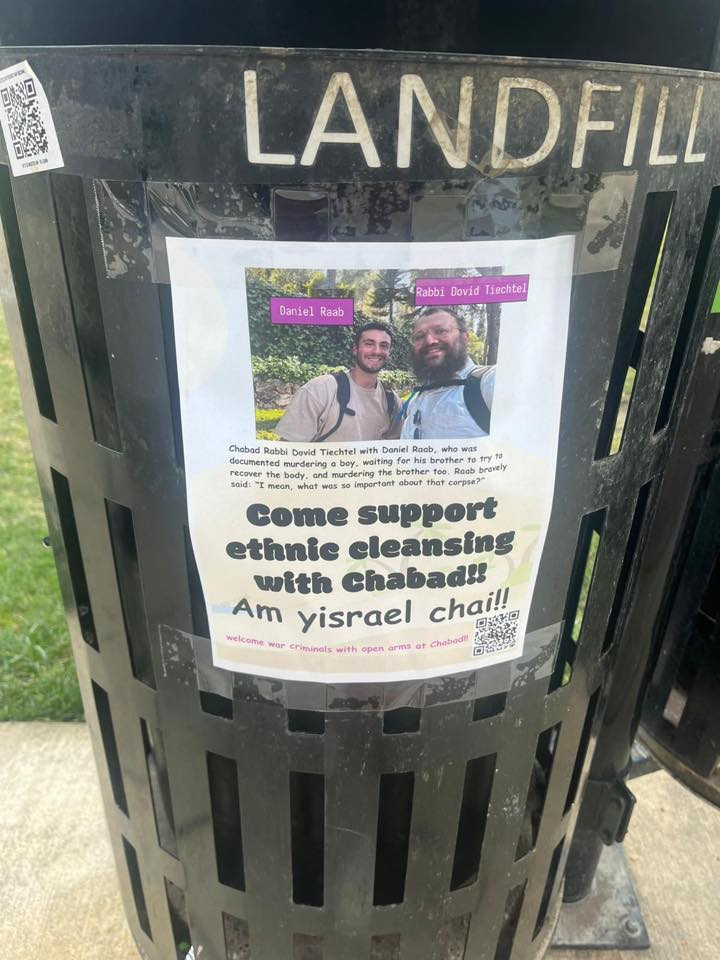 LANDFILL
Daniel Raab
Rabbi Dovid Tiechtel
Chabad Rabbi Dovid Tiechtel with Daniel Raab, who was
documented murdering a boy, waiting for his brother to try to
recover the body, and murdering the brother too. Raab bravely
said: "I mean, what was so important about that corpse?"
Come support
ethnic cleansing
with Chabad!!
Am yisrael chai!!
welcome war criminals with open arms at Chabad!!